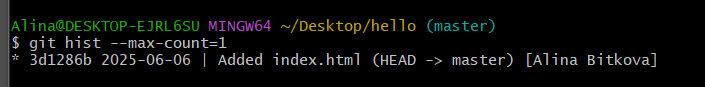 Alina@DESKTOP-EJRL6SU MINGW64 ~/Desktop/hello (master)
$ git hist --max-count=1
* 3d1286b 2025-06-06 | Added index.html (HEAD -> master) [Alina Bitkova]